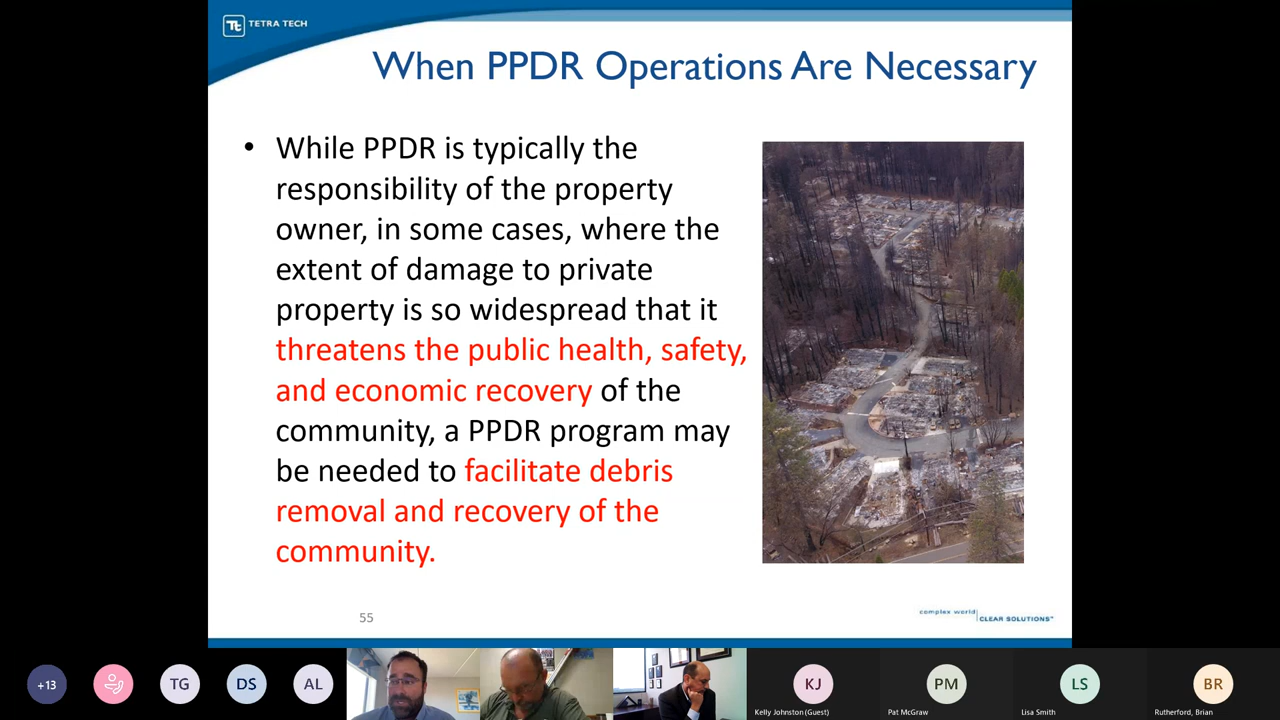 TETRA TECH
When PPDR Operations Are Necessary
• While PPDR is typically the
responsibility of the property
owner, in some cases, where the
extent of damage to private
property is so widespread that it
threatens the public health, safety,
and economic recovery of the
community, a PPDR program may
be needed to facilitate debris
removal and recovery of the
community.
55
complex world
CLEAR SOLUTIONS™
+13
TG
DS
AL
KJ
Kelly Johnston (Guest)
PM
Pat McGraw
LS
Lisa Smith
BR
Rutherford, Brian